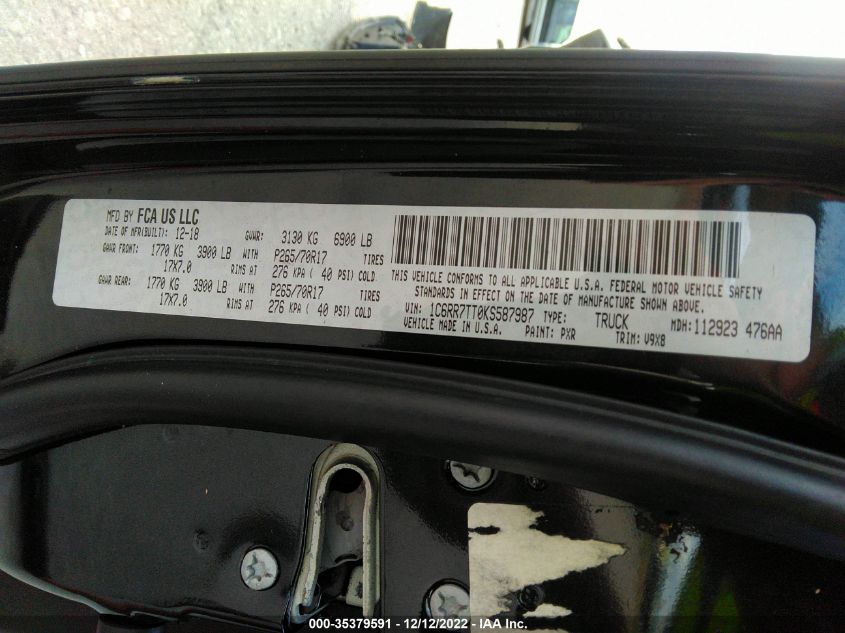 MFD BY FCA US LLC
DATE OF MFR(BUILT): 12-18 GVWR: 3130 KG 6900 LB
GAWR FRONT: 1770 KG 3900 LB WITH P265/70R17 TIRES
17X7.0 RIMS AT 276 KPA ( 40 PSI) COLD
GAWR REAR: 1770 KG 3900 LB WITH P265/70R17 TIRES
17X7.0 RIMS AT 276 KPA ( 40 PSI) COLD
THIS VEHICLE CONFORMS TO ALL APPLICABLE U.S.A. FEDERAL MOTOR VEHICLE SAFETY
STANDARDS IN EFFECT ON THE DATE OF MANUFACTURE SHOWN ABOVE.
VIN: 1C6RR7TT0KS587987 TYPE: TRUCK MDH: 112923 476AA
VEHICLE MADE IN U.S.A. PAINT: PXR TRIM: V9X8
000-35379591 - 12/12/2022 - IAA Inc.